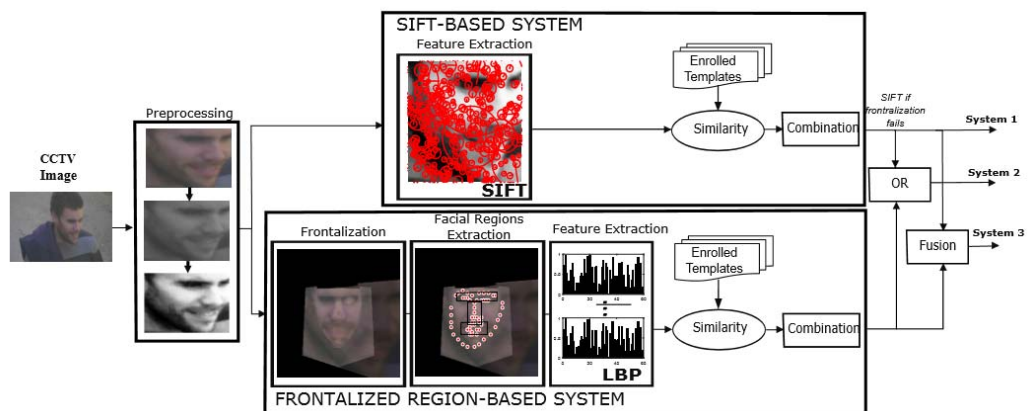 SIFT-BASED SYSTEM
Feature Extraction
SIFT
Enrolled
Templates
Similarity
Combination
SIFT if
frontralization
fails
System 1
OR
System 2
Fusion
System 3
Preprocessing
CCTV
Image
Frontalization
Facial Regions
Extraction
Feature Extraction
LBP
Enrolled
Templates
Similarity
Combination
FRONTALIZED REGION-BASED SYSTEM